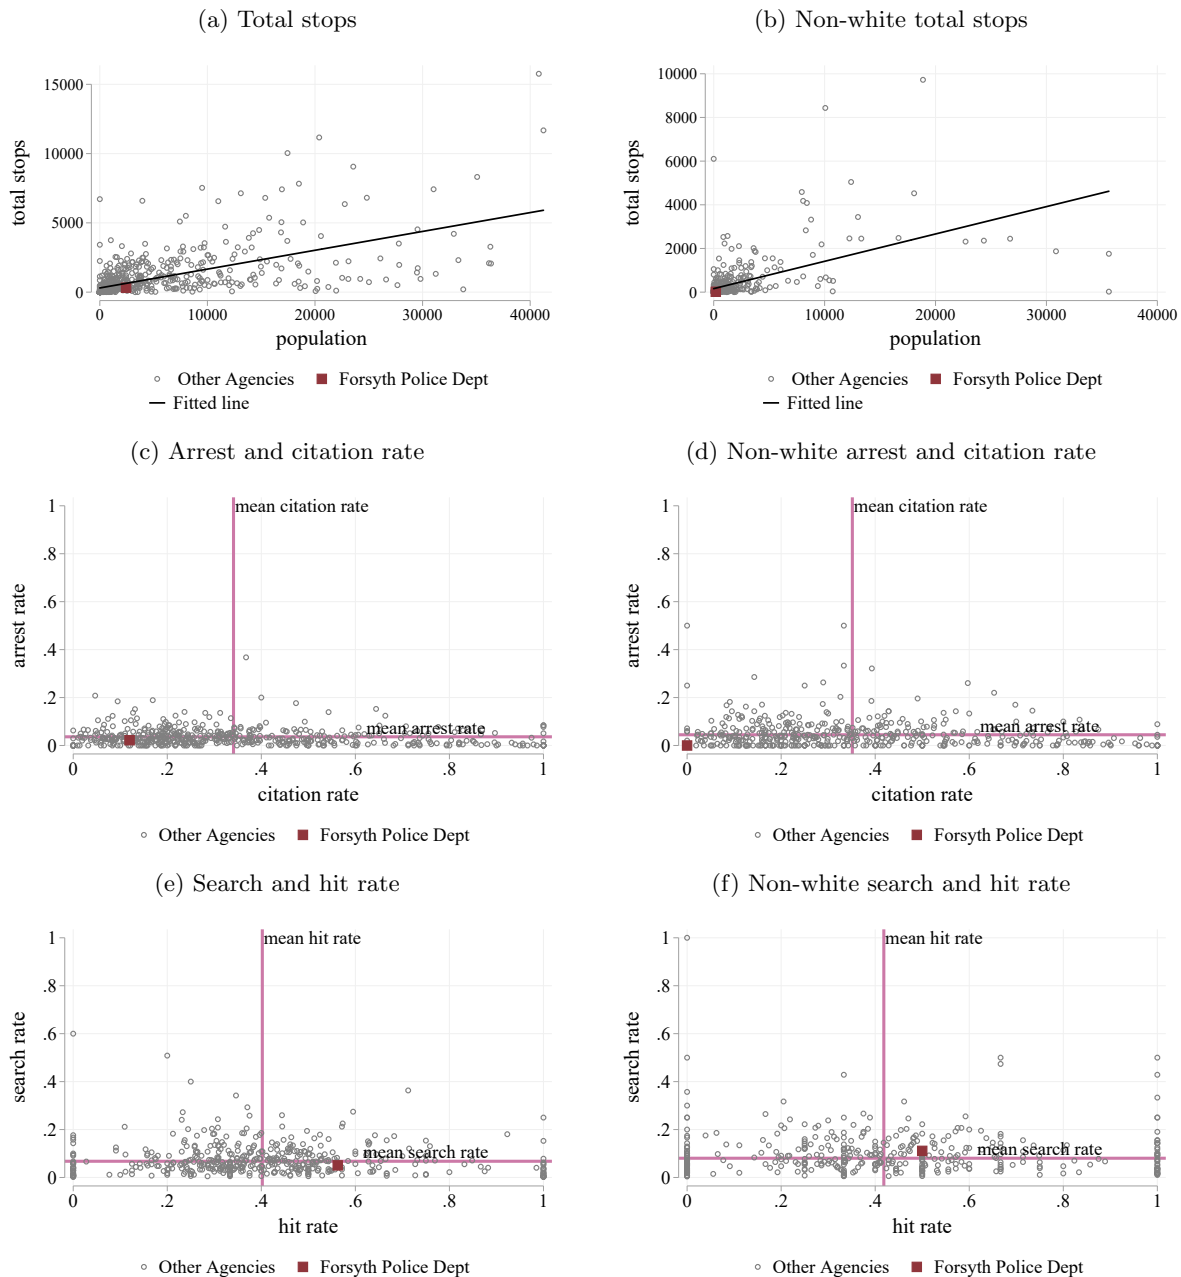 (a) Total stops
(b) Non-white total stops
total stops
15000
10000
5000
0
0 10000 20000 30000 40000
population
Other Agencies Forsyth Police Dept
Fitted line
total stops
10000
8000
6000
4000
2000
0
0 10000 20000 30000 40000
population
Other Agencies Forsyth Police Dept
Fitted line
(c) Arrest and citation rate
(d) Non-white arrest and citation rate
arrest rate
1
.8
.6
.4
.2
0
mean citation rate
mean arrest rate
0 .2 .4 .6 .8 1
citation rate
Other Agencies Forsyth Police Dept
arrest rate
1
.8
.6
.4
.2
0
mean citation rate
mean arrest rate
0 .2 .4 .6 .8 1
citation rate
Other Agencies Forsyth Police Dept
(e) Search and hit rate
(f) Non-white search and hit rate
search rate
1
.8
.6
.4
.2
0
mean hit rate
mean search rate
0 .2 .4 .6 .8 1
hit rate
Other Agencies Forsyth Police Dept
search rate
1
.8
.6
.4
.2
0
mean hit rate
mean search rate
0 .2 .4 .6 .8 1
hit rate
Other Agencies Forsyth Police Dept